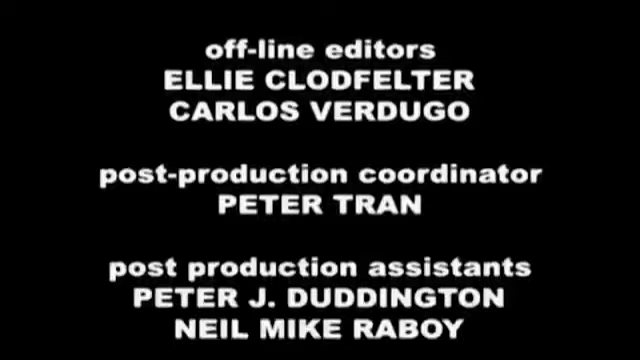 off-line editors
ELLIE CLODFELTER
CARLOS VERDUGO
post-production coordinator
PETER TRAN
post production assistants
PETER J. DUDDINGTON
NEIL MIKE RABOY